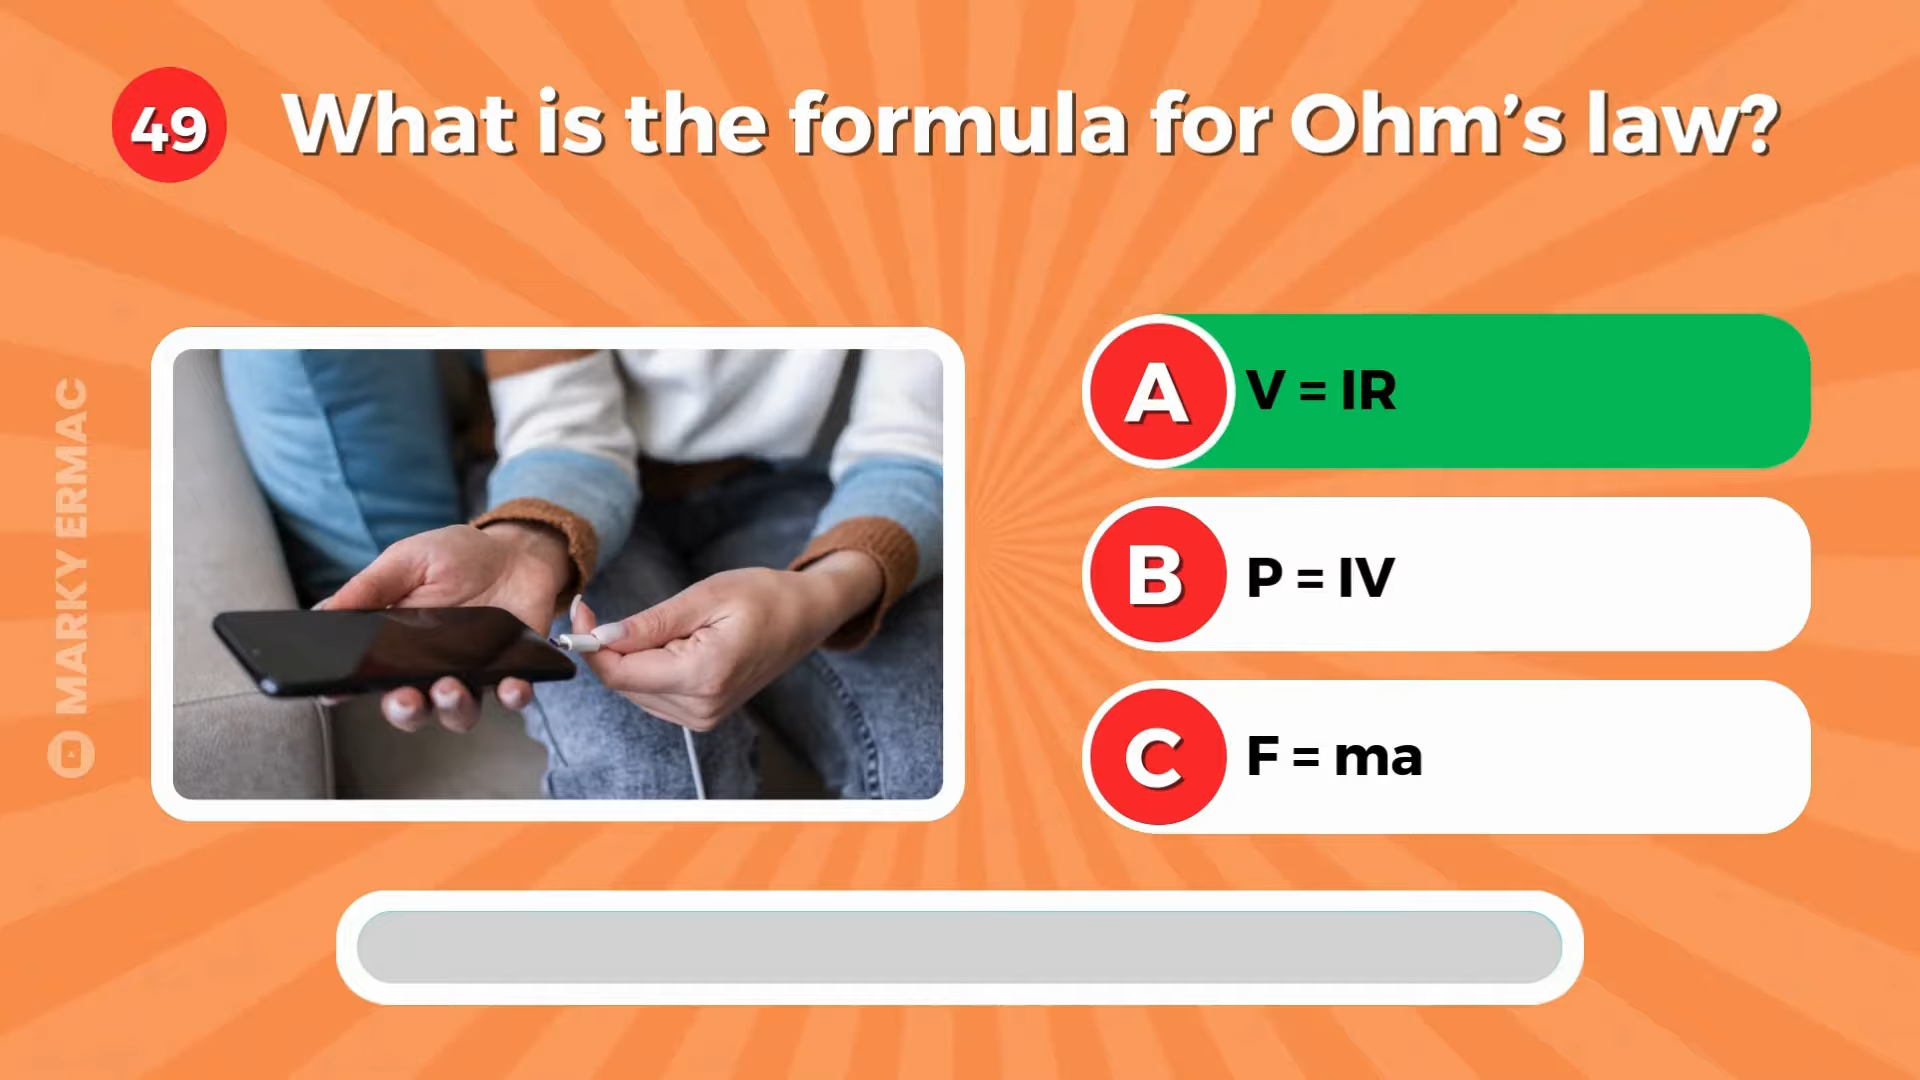 49
What is the formula for Ohm’s law?
A
V = IR
B
P = IV
C
F = ma
MARKY ERMAC